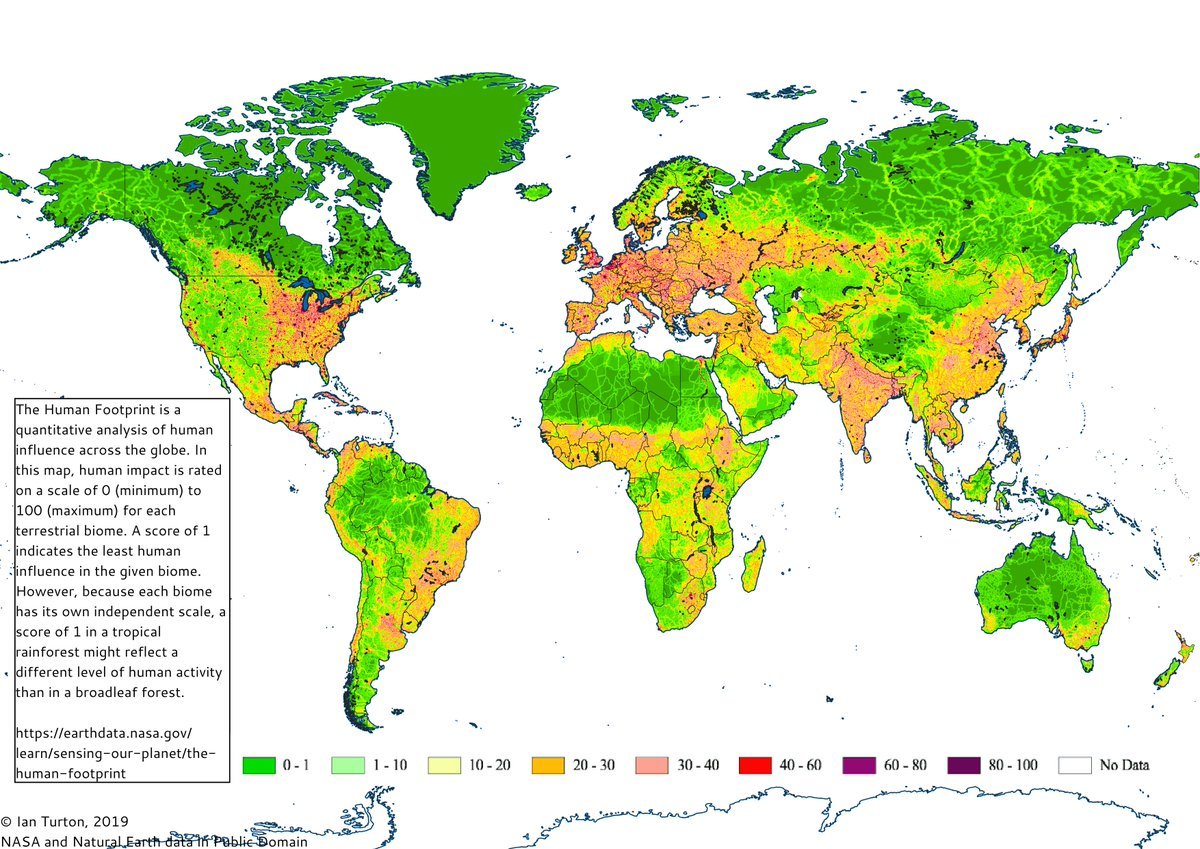 The Human Footprint is a
quantitative analysis of human
influence across the globe. In
this map, human impact is rated
on a scale of 0 (minimum) to
100 (maximum) for each
terrestrial biome. A score of 1
indicates the least human
influence in the given biome.
However, because each biome
has its own independent scale, a
score of 1 in a tropical
rainforest might reflect a
different level of human activity
than in a broadleaf forest.
https://earthdata.nasa.gov/
learn/sensing-our-planet/the-
human-footprint
0 - 1 1 - 10 10 - 20 20 - 30 30 - 40 40 - 60 60 - 80 80 - 100 No Data
© Ian Turton, 2019
NASA and Natural Earth data in Public Domain